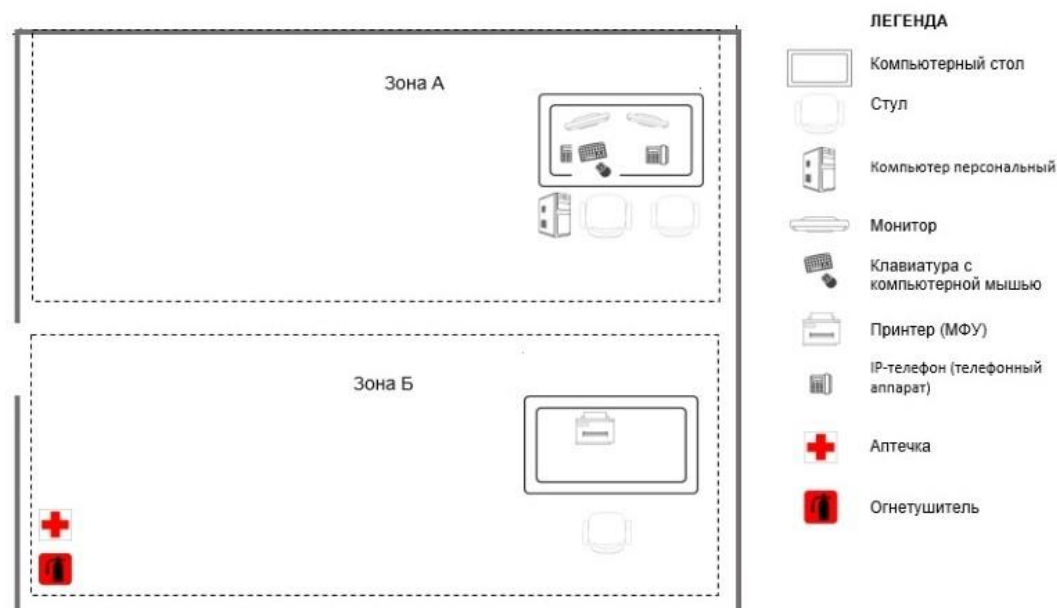 ЛЕГЕНДА
Зона А
Компьютерный стол
Стул
Компьютер персональный
Монитор
Клавиатура с
компьютерной мышью
Принтер (МФУ)
IP-телефон (телефонный
аппарат)
Зона Б
Аптечка
Огнетушитель